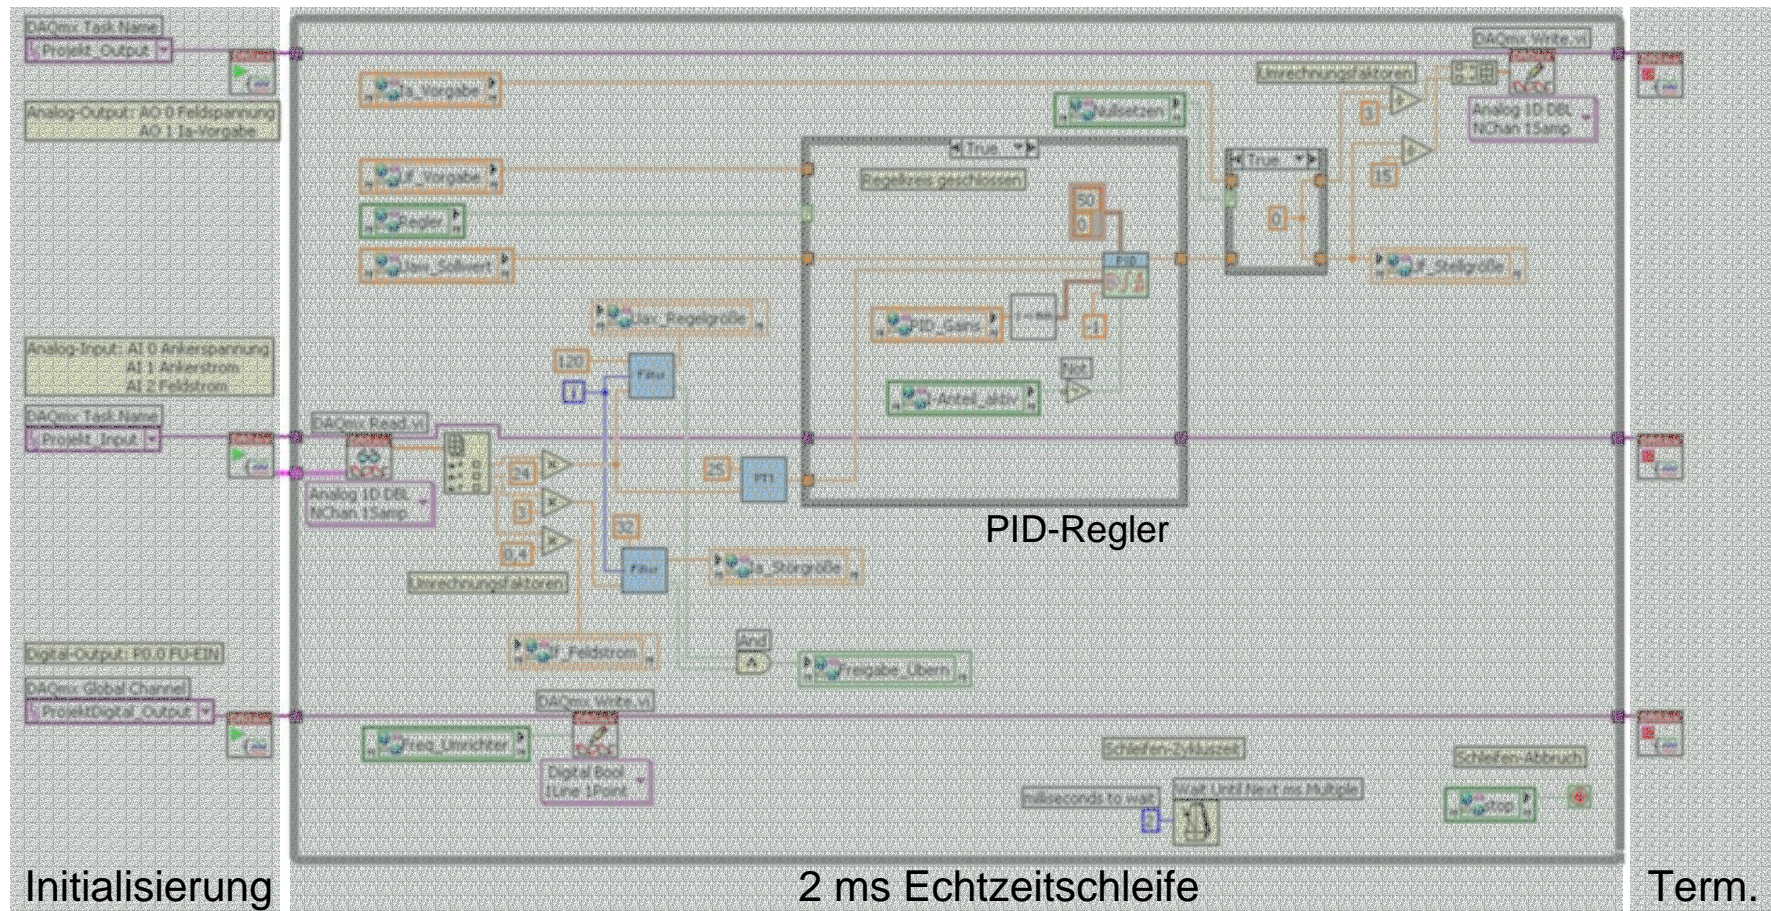 DAQmx Task Name
Projekt_Output
Analog-Output: AO 0 Feldspannung
AO 1 Ia-Vorgabe
Analog-Input: AI 0 Ankerspannung
AI 1 Ankerstrom
AI 2 Feldstrom
DAQmx Task Name
Projekt_Input
Digital-Output: P0.0 FU-EIN
DAQmx Global Channel
ProjektDigital_Output
Initialisierung
Ia_Vorgabe
Uf_Vorgabe
Regler
Uax_Sollwert
Uax_Regelgröße
120
Filter
1
DAQmx Read.vi
Analog 1D DBL
NChan 1Samp
24
3
0,4
Umrechnungsfaktoren
25
PT1
32
Filter
Ia_Störgröße
If_Feldstrom
And
Freigabe_Übern
DAQmx Write.vi
Freq_Umrichter
Digital Bool
1Line 1Point
Nullsetzen
True
Regelkreis geschlossen
50
0
PID
PID_Gains
-1
Not
I-Anteil_aktiv
PID-Regler
True
0
Umrechnungsfaktoren
3
15
DAQmx Write.vi
Analog 1D DBL
NChan 1Samp
Uf_Stellgröße
Schleifen-Zykluszeit
milliseconds to wait
2
Wait Until Next ms Multiple
Schleifen-Abbruch
stop
2 ms Echtzeitschleife
Term.